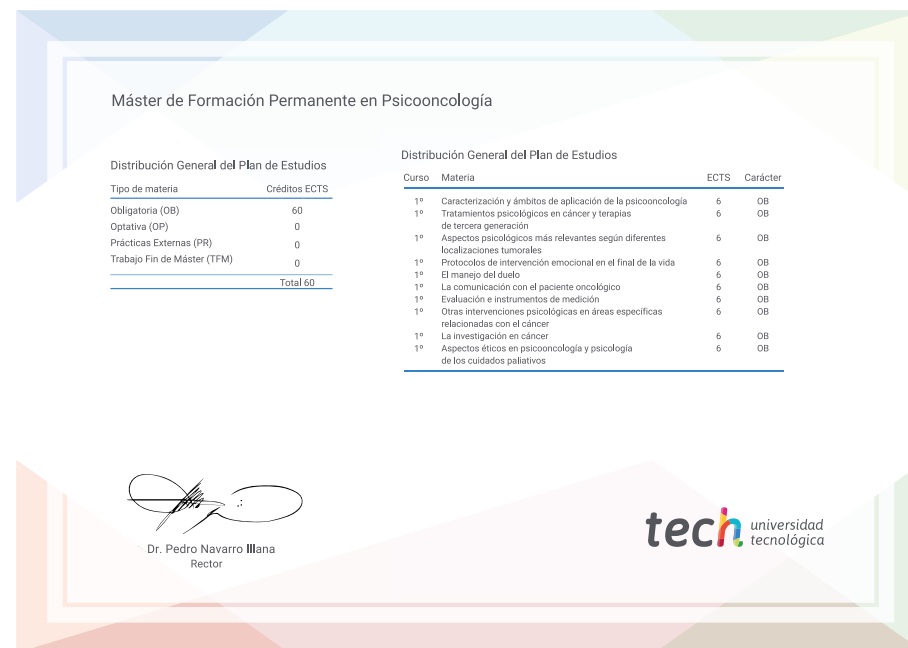 Máster de Formación Permanente en Psicooncología
Distribución General del Plan de Estudios
Tipo de materia Créditos ECTS
Obligatoria (OB) 60
Optativa (OP) 0
Prácticas Externas (PR) 0
Trabajo Fin de Máster (TFM) 0
Total 60
Distribución General del Plan de Estudios
Curso Materia ECTS Carácter
1º Caracterización y ámbitos de aplicación de la psicooncología 6 OB
1º Tratamientos psicológicos en cáncer y terapias 6 OB
de tercera generación
1º Aspectos psicológicos más relevantes según diferentes 6 OB
localizaciones tumorales
1º Protocolos de intervención emocional en el final de la vida 6 OB
1º El manejo del duelo 6 OB
1º La comunicación con el paciente oncológico 6 OB
1º Evaluación e instrumentos de medición 6 OB
1º Otras intervenciones psicológicas en áreas específicas 6 OB
relacionadas con el cáncer
1º La investigación en cáncer 6 OB
1º Aspectos éticos en psicooncología y psicología 6 OB
de los cuidados paliativos
Dr. Pedro Navarro Illana
Rector
tech universidad
tecnológica